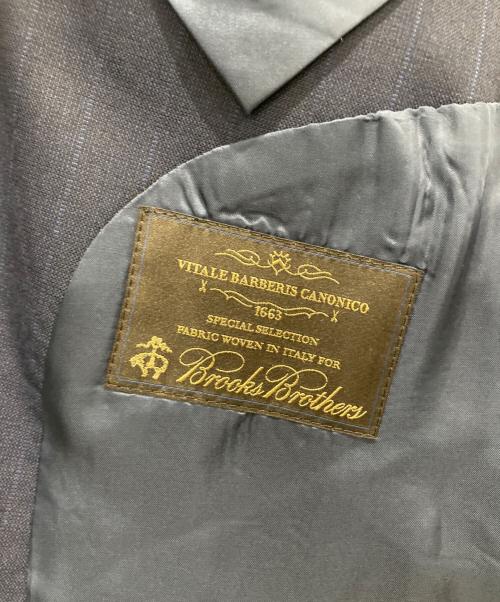 VITALE BARBERIS CANONICO
1663
SPECIAL SELECTION
FABRIC WOVEN IN ITALY FOR
Brooks Brothers